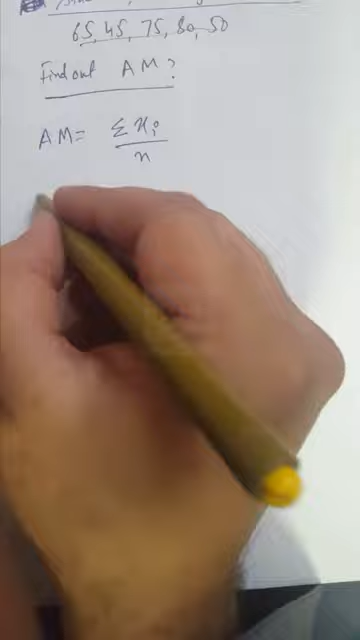 65, 45, 75, 80, 50
Find out AM?
AM = Σxi
n